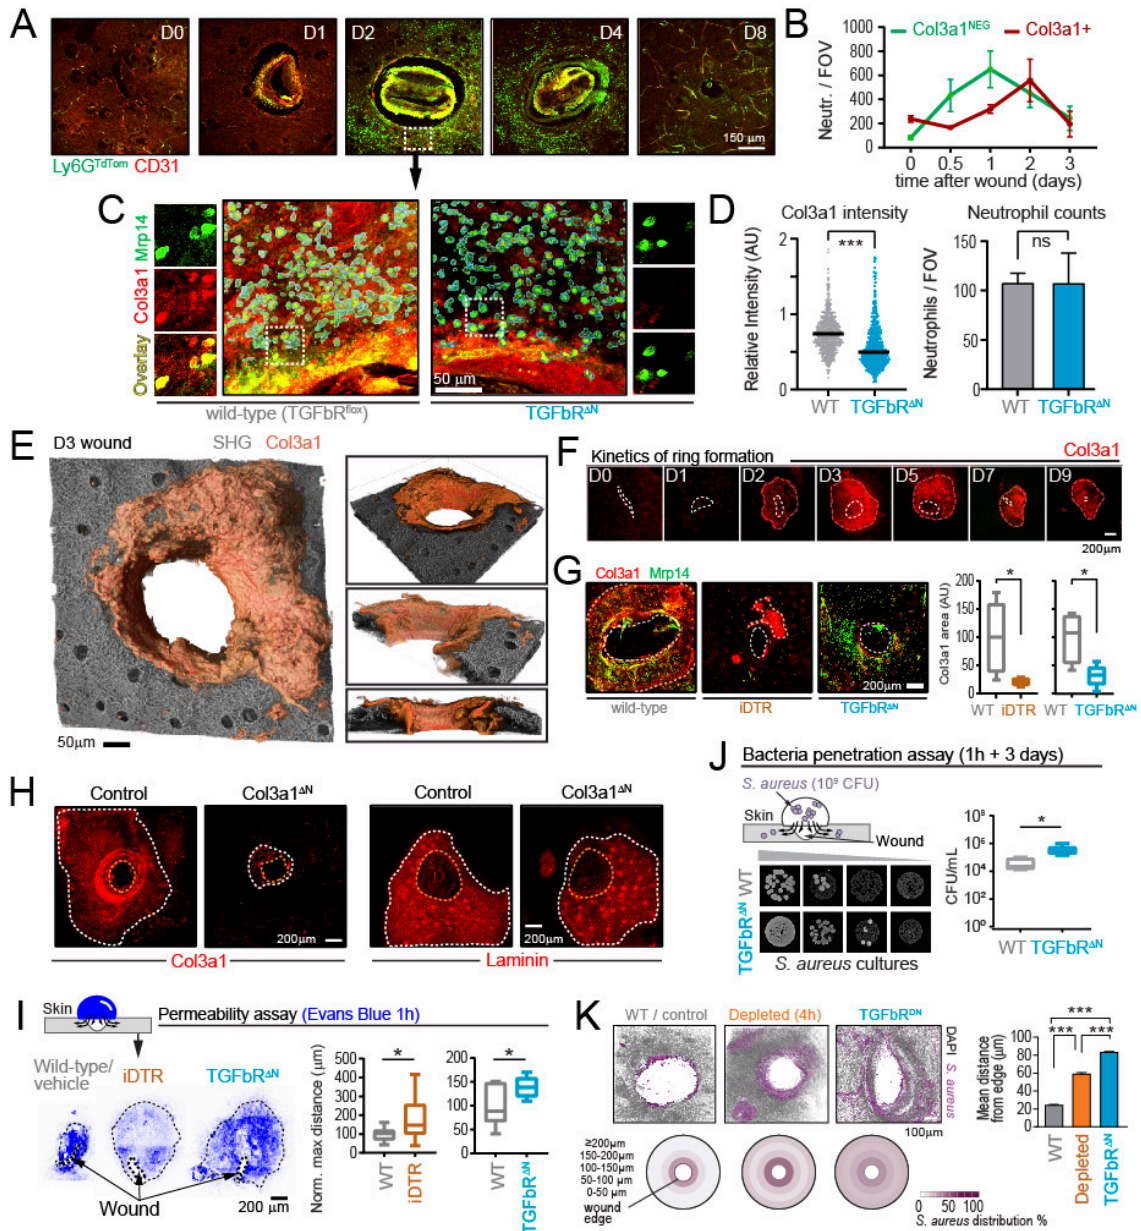 A
D0
D1
D2
D4
D8
150 µm
Ly6G^TdTom CD31
B
Col3a1^NEG
Col3a1+
Neutr. / FOV
1000
800
600
400
200
0
0
0.5
1
2
3
time after wound (days)
C
Mrp14
Col3a1
Overlay
50 µm
wild-type (TGFbR^flox)
TGFbR^ΔN
D
Col3a1 intensity
***
Relative Intensity (AU)
2
1
0
WT
TGFbR^ΔN
Neutrophil counts
ns
Neutrophils / FOV
150
100
50
0
WT
TGFbR^ΔN
E
D3 wound
SHG
Col3a1
50µm
F
Kinetics of ring formation
Col3a1
D0
D1
D2
D3
D5
D7
D9
200µm
G
Col3a1
Mrp14
200µm
wild-type
iDTR
TGFbR^ΔN
Col3a1 area (AU)
200
150
100
50
0
*
WT
iDTR
*
WT
TGFbR^ΔN
H
Control
Col3a1^ΔN
Control
Col3a1^ΔN
200µm
200µm
Col3a1
Laminin
I
Skin
Permeability assay (Evans Blue 1h)
Wild-type/
vehicle
iDTR
TGFbR^ΔN
Wound
200 µm
Norm. max distance (µm)
500
400
300
200
100
0
*
WT
iDTR
200
150
100
50
0
*
WT
TGFbR^ΔN
J
Bacteria penetration assay (1h + 3 days)
S. aureus (10⁹ CFU)
Skin
Wound
WT
TGFbR^ΔN
S. aureus cultures
CFU/mL
10⁸
10⁶
10⁴
10²
10⁰
*
WT
TGFbR^ΔN
K
WT / control
Depleted (4h)
TGFbR^DN
DAPI S. aureus
100µm
≥200µm
150-200µm
100-150µm
50-100 µm
0-50 µm
wound
edge
0
50
100
S. aureus distribution %
Mean distance
from edge (µm)
100
80
60
40
20
0
***
***
***
WT
Depleted
TGFbR^ΔN